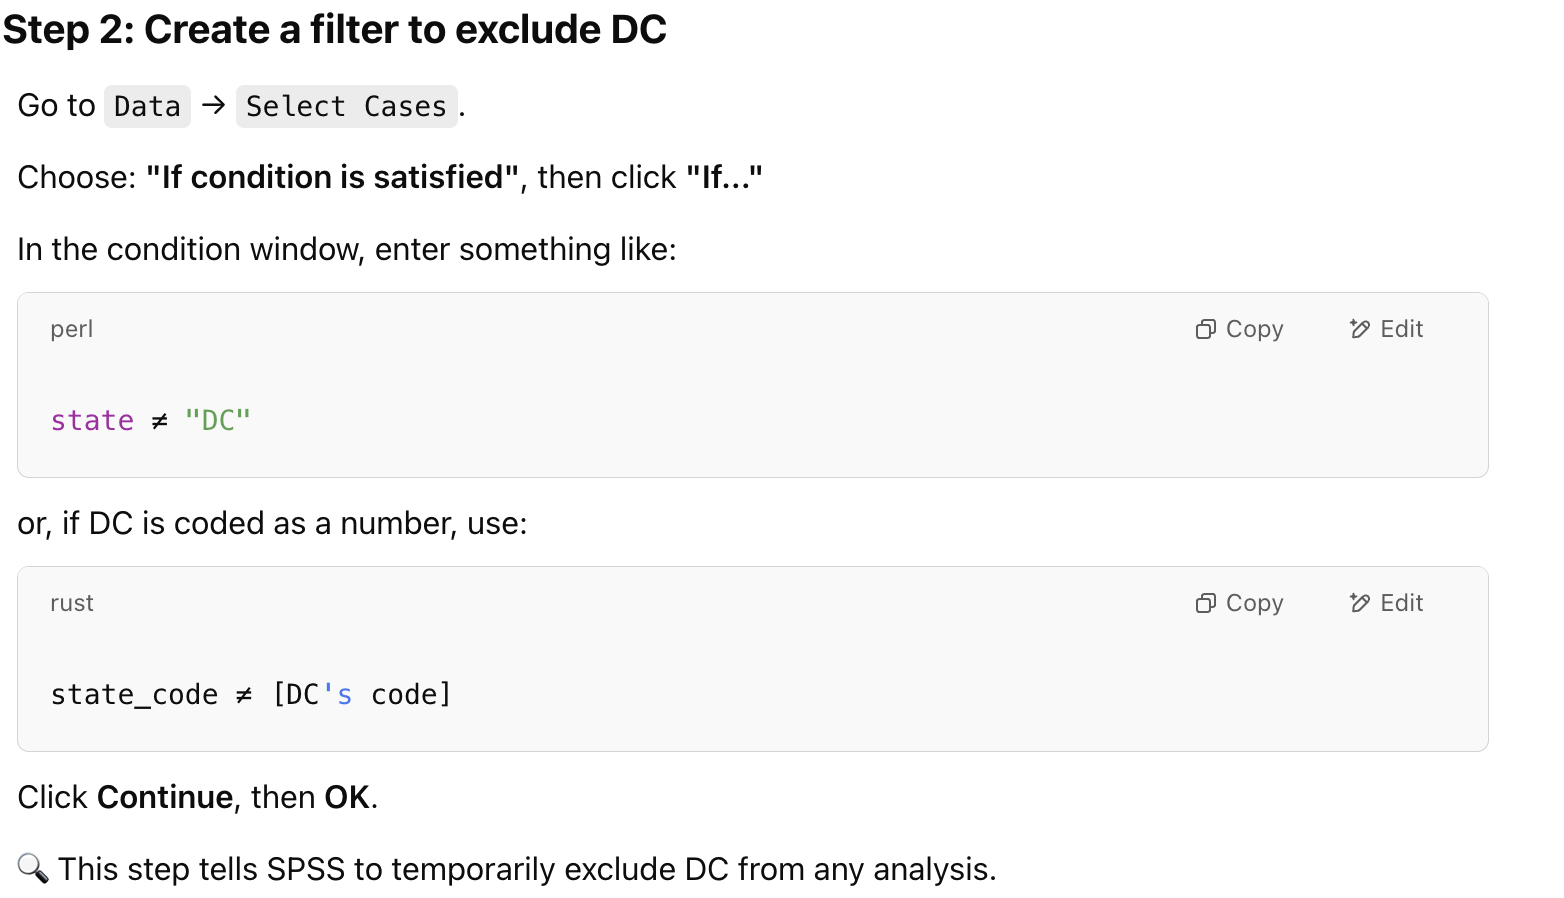 Step 2: Create a filter to exclude DC
Go to Data → Select Cases.
Choose: "If condition is satisfied", then click "If..."
In the condition window, enter something like:
perl
Copy
Edit
state ≠ "DC"
or, if DC is coded as a number, use:
rust
Copy
Edit
state_code ≠ [DC's code]
Click Continue, then OK.
🔍 This step tells SPSS to temporarily exclude DC from any analysis.